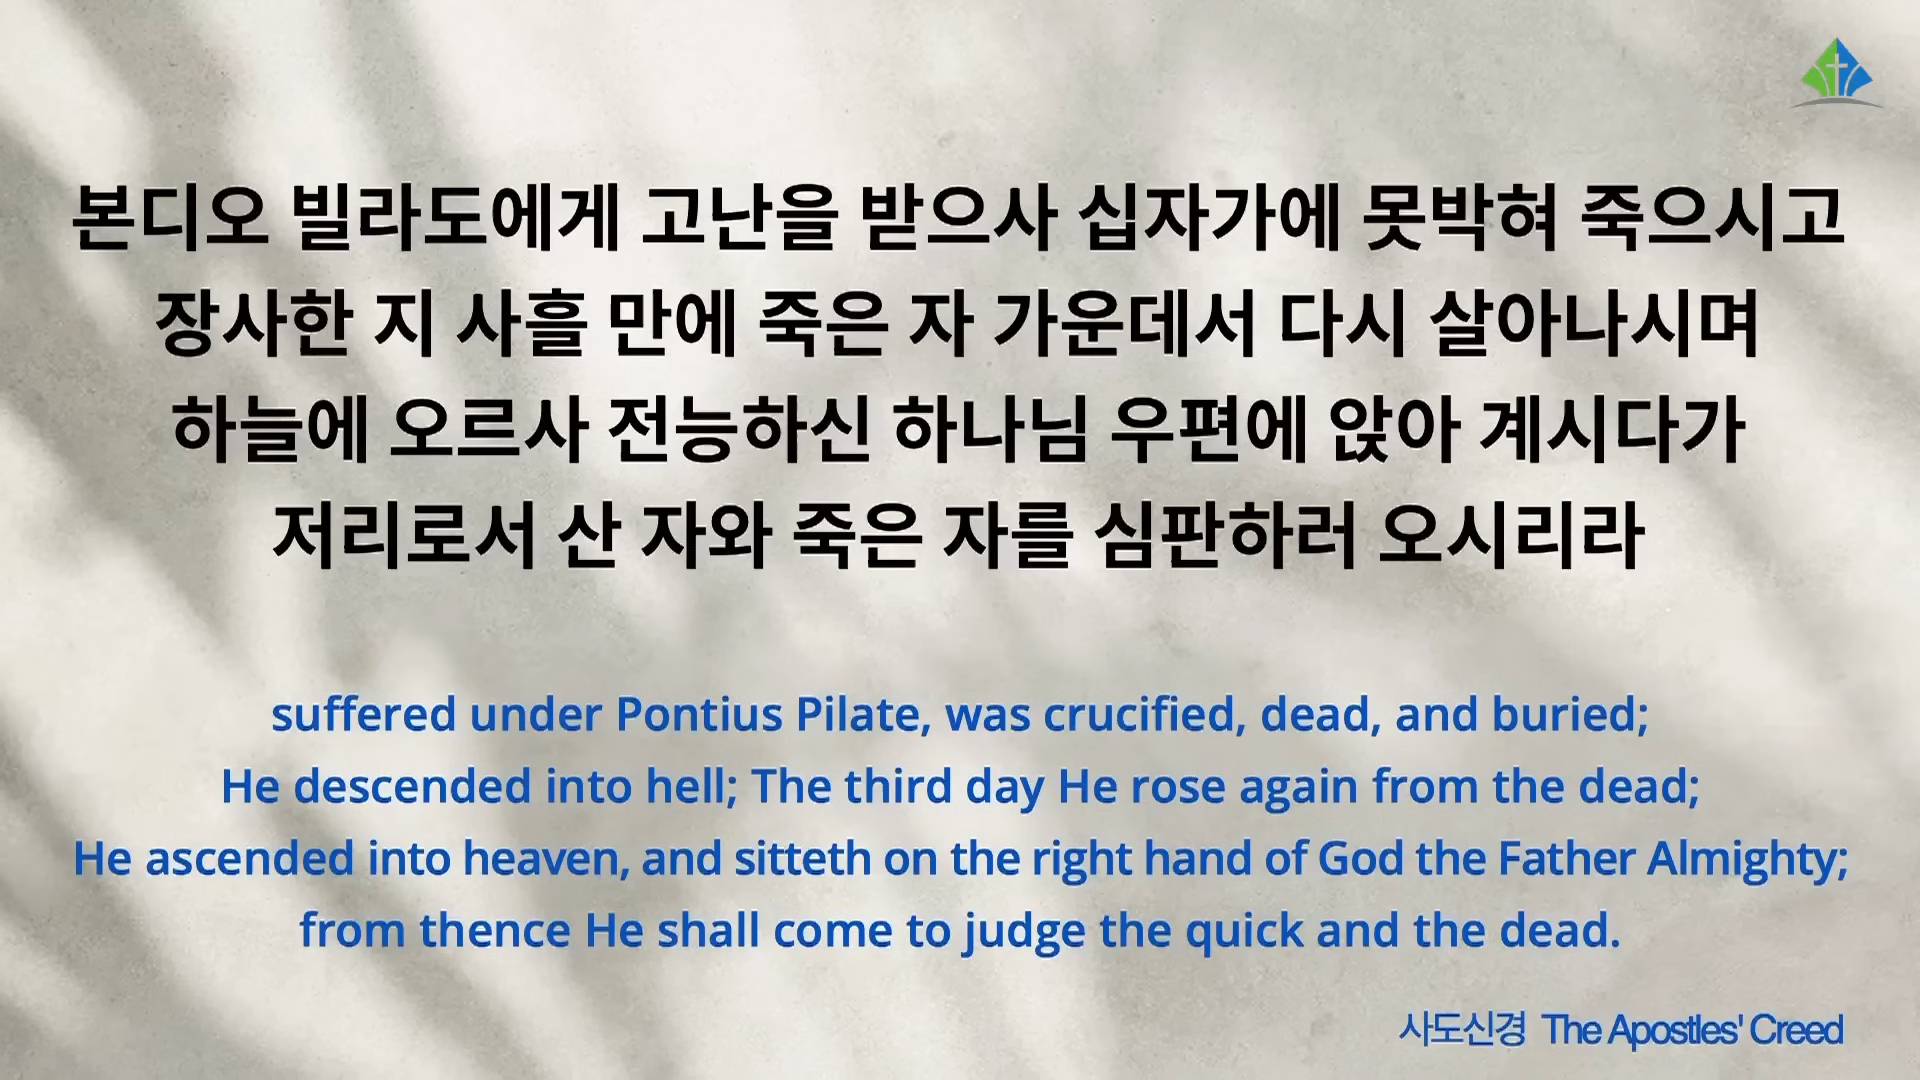 본디오 빌라도에게 고난을 받으사 십자가에 못박혀 죽으시고
장사한 지 사흘 만에 죽은 자 가운데서 다시 살아나시며
하늘에 오르사 전능하신 하나님 우편에 앉아 계시다가
저리로서 산 자와 죽은 자를 심판하러 오시리라
suffered under Pontius Pilate, was crucified, dead, and buried;
He descended into hell; The third day He rose again from the dead;
He ascended into heaven, and sitteth on the right hand of God the Father Almighty;
from thence He shall come to judge the quick and the dead.
사도신경 The Apostles' Creed